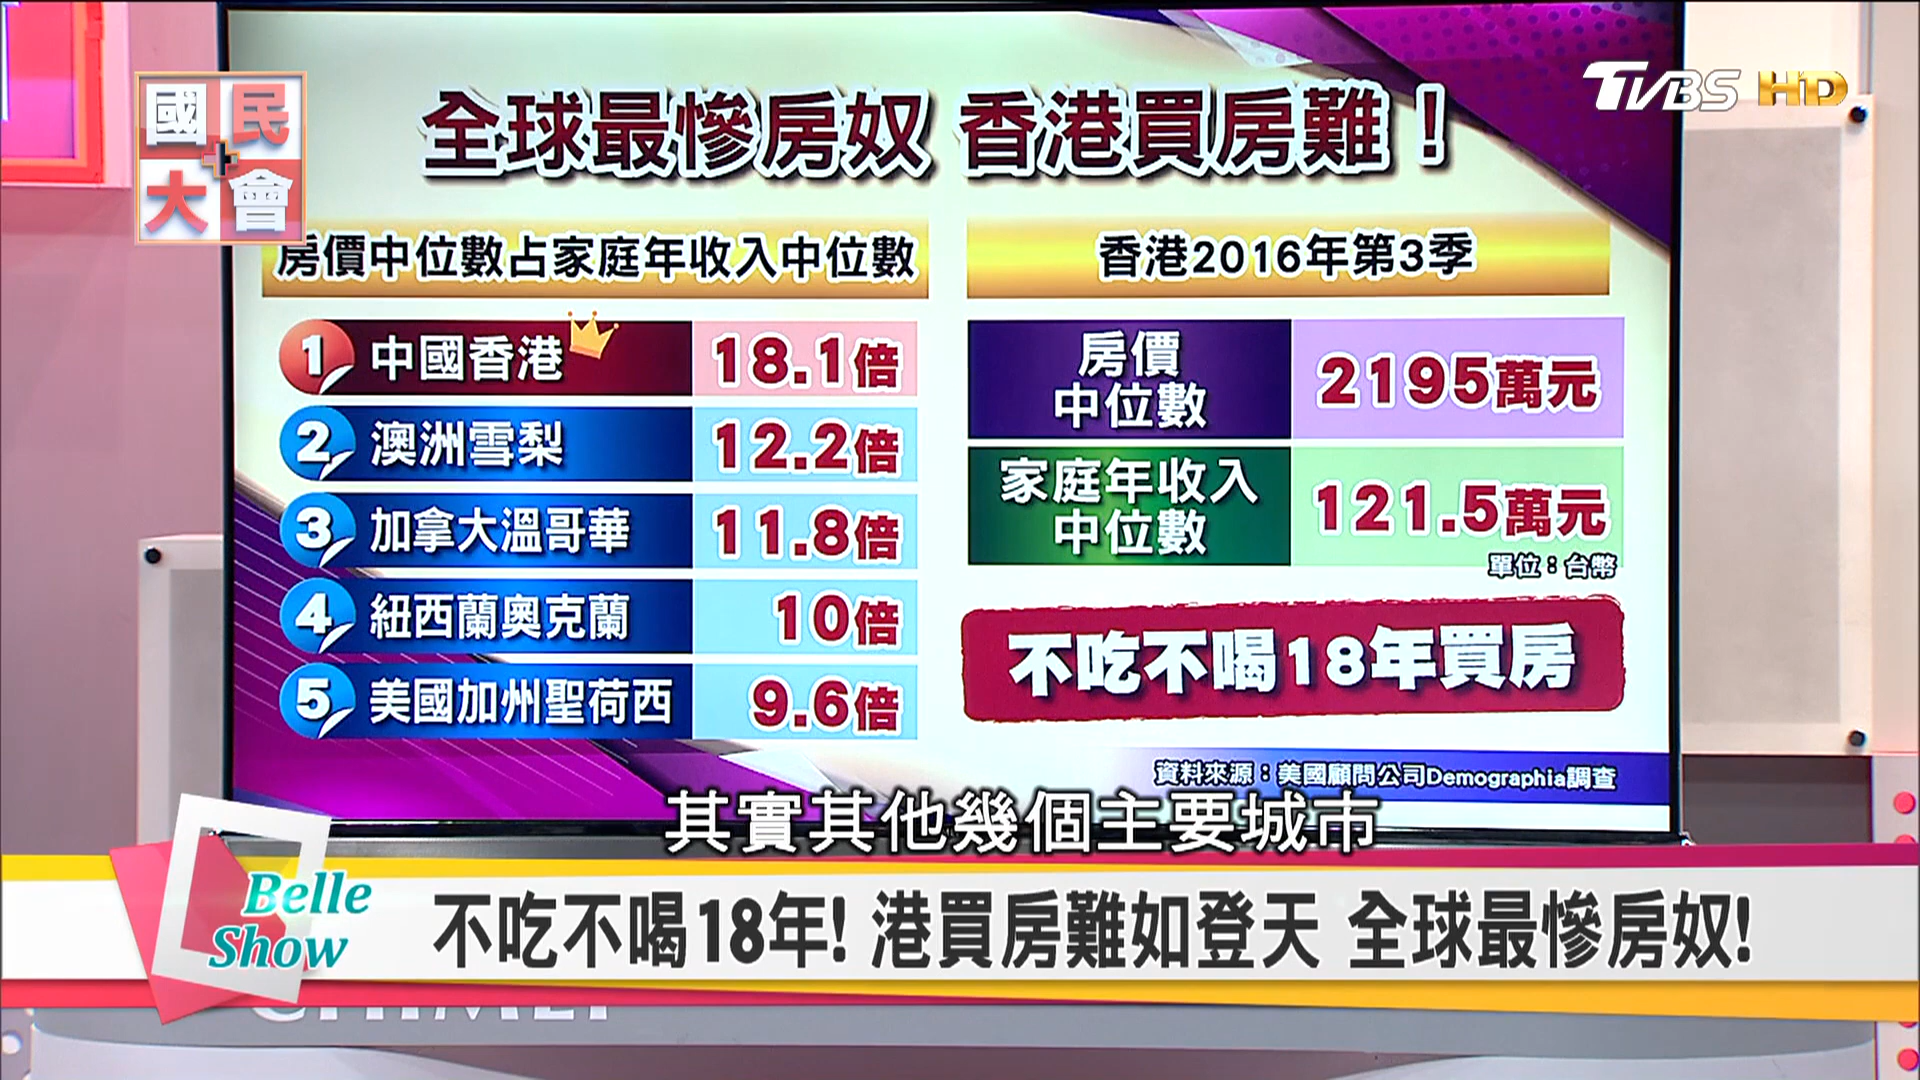 國民
大會
TVBS HD
全球最慘房奴 香港買房難！
房價中位數占家庭年收入中位數
1 中國香港 18.1倍
2 澳洲雪梨 12.2倍
3 加拿大溫哥華 11.8倍
4 紐西蘭奧克蘭 10倍
5 美國加州聖荷西 9.6倍
香港2016年第3季
房價
中位數
2195萬元
家庭年收入
中位數
121.5萬元
單位：台幣
不吃不喝18年買房
資料來源：美國顧問公司Demographia調查
其實其他幾個主要城市
Belle
Show
不吃不喝18年! 港買房難如登天 全球最慘房奴!